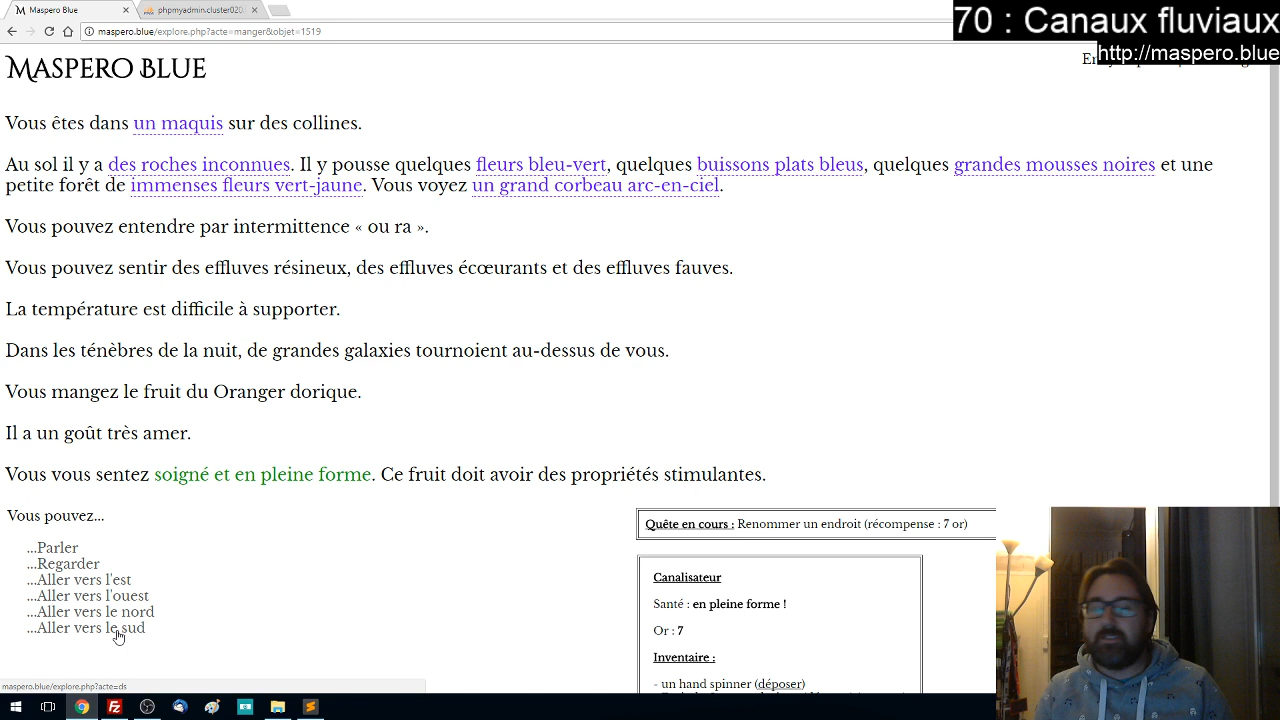 Maspero Blue
phpmyadmin.cluster020.
70 : Canaux fluviaux
maspero.blue/explore.php?acte=manger&objet=1519
http://maspero.blue
Maspero Blue
Vous êtes dans un maquis sur des collines.
Au sol il y a des roches inconnues. Il y pousse quelques fleurs bleu-vert, quelques buissons plats bleus, quelques grandes mousses noires et une
petite forêt de immenses fleurs vert-jaune. Vous voyez un grand corbeau arc-en-ciel.
Vous pouvez entendre par intermittence « ou ra ».
Vous pouvez sentir des effluves résineux, des effluves écœurants et des effluves fauves.
La température est difficile à supporter.
Dans les ténèbres de la nuit, de grandes galaxies tournoient au-dessus de vous.
Vous mangez le fruit du Oranger dorique.
Il a un goût très amer.
Vous vous sentez soigné et en pleine forme. Ce fruit doit avoir des propriétés stimulantes.
Vous pouvez...
...Parler
...Regarder
...Aller vers l'est
...Aller vers l'ouest
...Aller vers le nord
...Aller vers le sud
Quête en cours : Renommer un endroit (récompense : 7 or)
Canalisateur
Santé : en pleine forme !
Or : 7
Inventaire :
- un hand spinner (déposer)
maspero.blue/explore.php?acte=ds